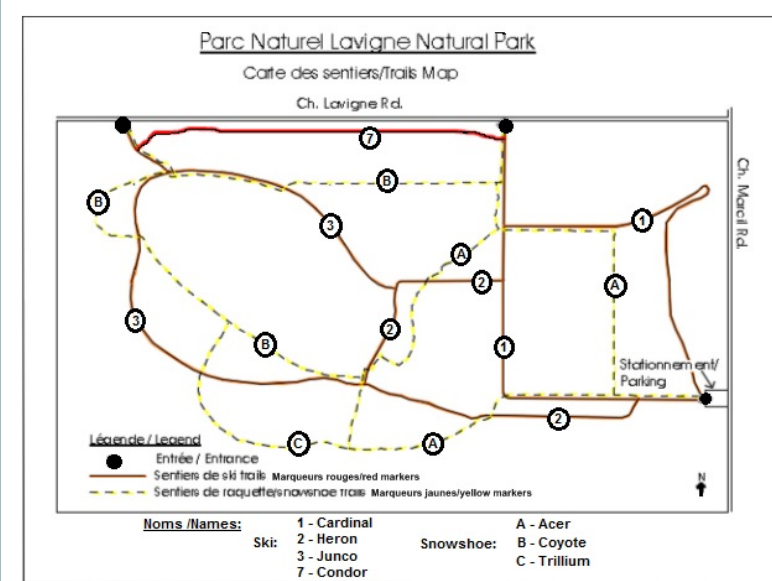 Parc Naturel Lavigne Natural Park
Carte des sentiers/Trails Map
Ch. Lavigne Rd.
7
B
B
3
1
Ch. Marcil Rd.
A
2
A
3
2
B
1
Stationnement/
Parking
2
C
A
Légende / Legend
Entrée / Entrance
Sentiers de ski trails Marqueurs rouges/red markers
Sentiers de raquette/snowshoe trails Marqueurs jaunes/yellow markers
N
Noms /Names:
Ski:
1 - Cardinal
2 - Heron
3 - Junco
7 - Condor
Snowshoe:
A - Acer
B - Coyote
C - Trillium